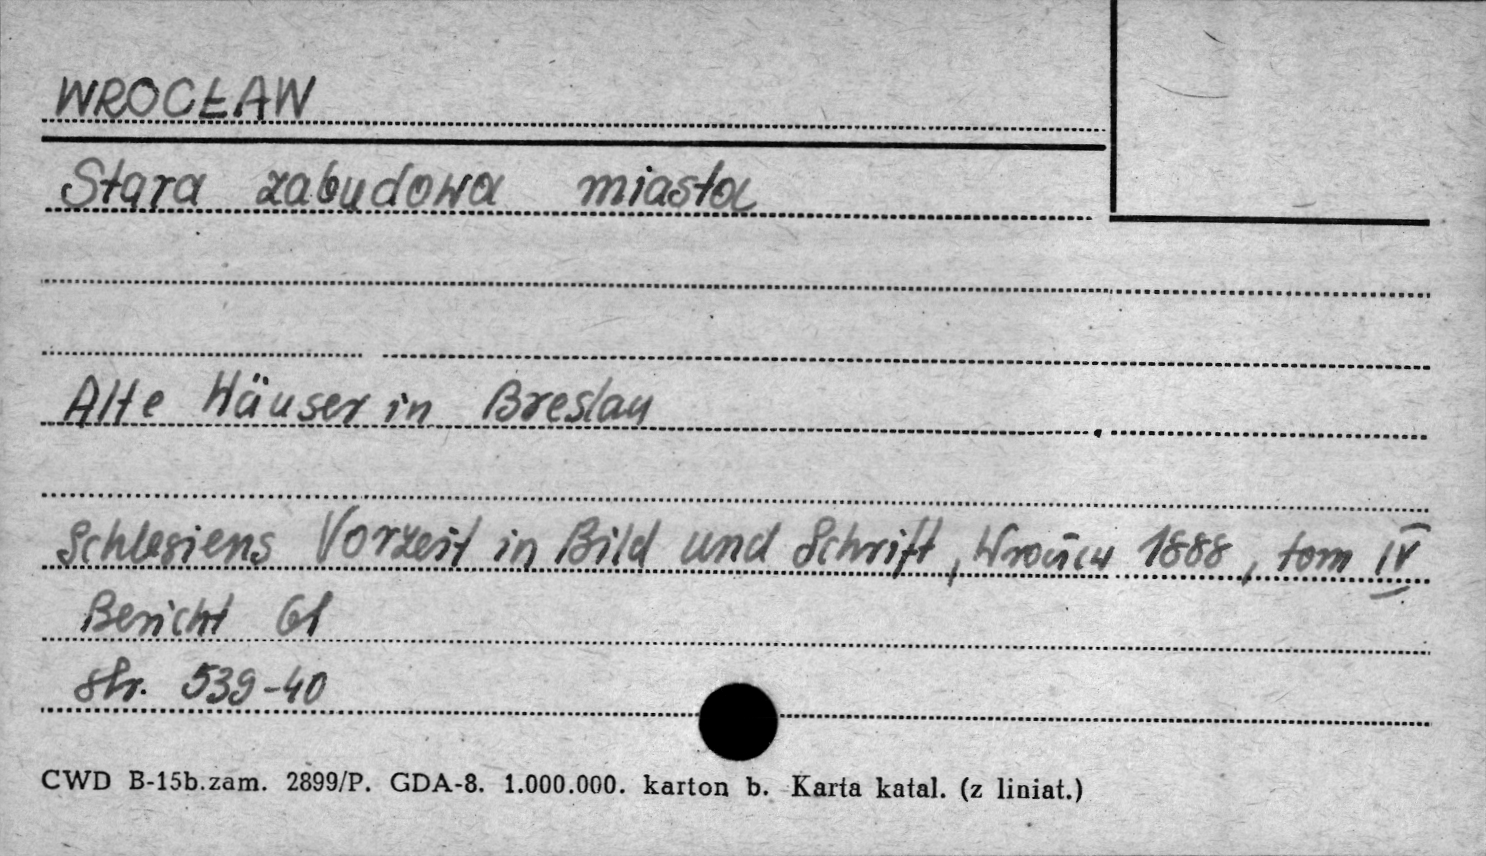 WROCŁAW
Stara zabudowa miasta
Alte Häuser in Breslau
Schlesiens Vorzeit in Bild und Schrift, 1888, tom IV
Bericht 61
str. 539-40
CWD B-15b.zam. 2899/P. GDA-8. 1.000.000. karton b. Karta katal. (z liniat.)